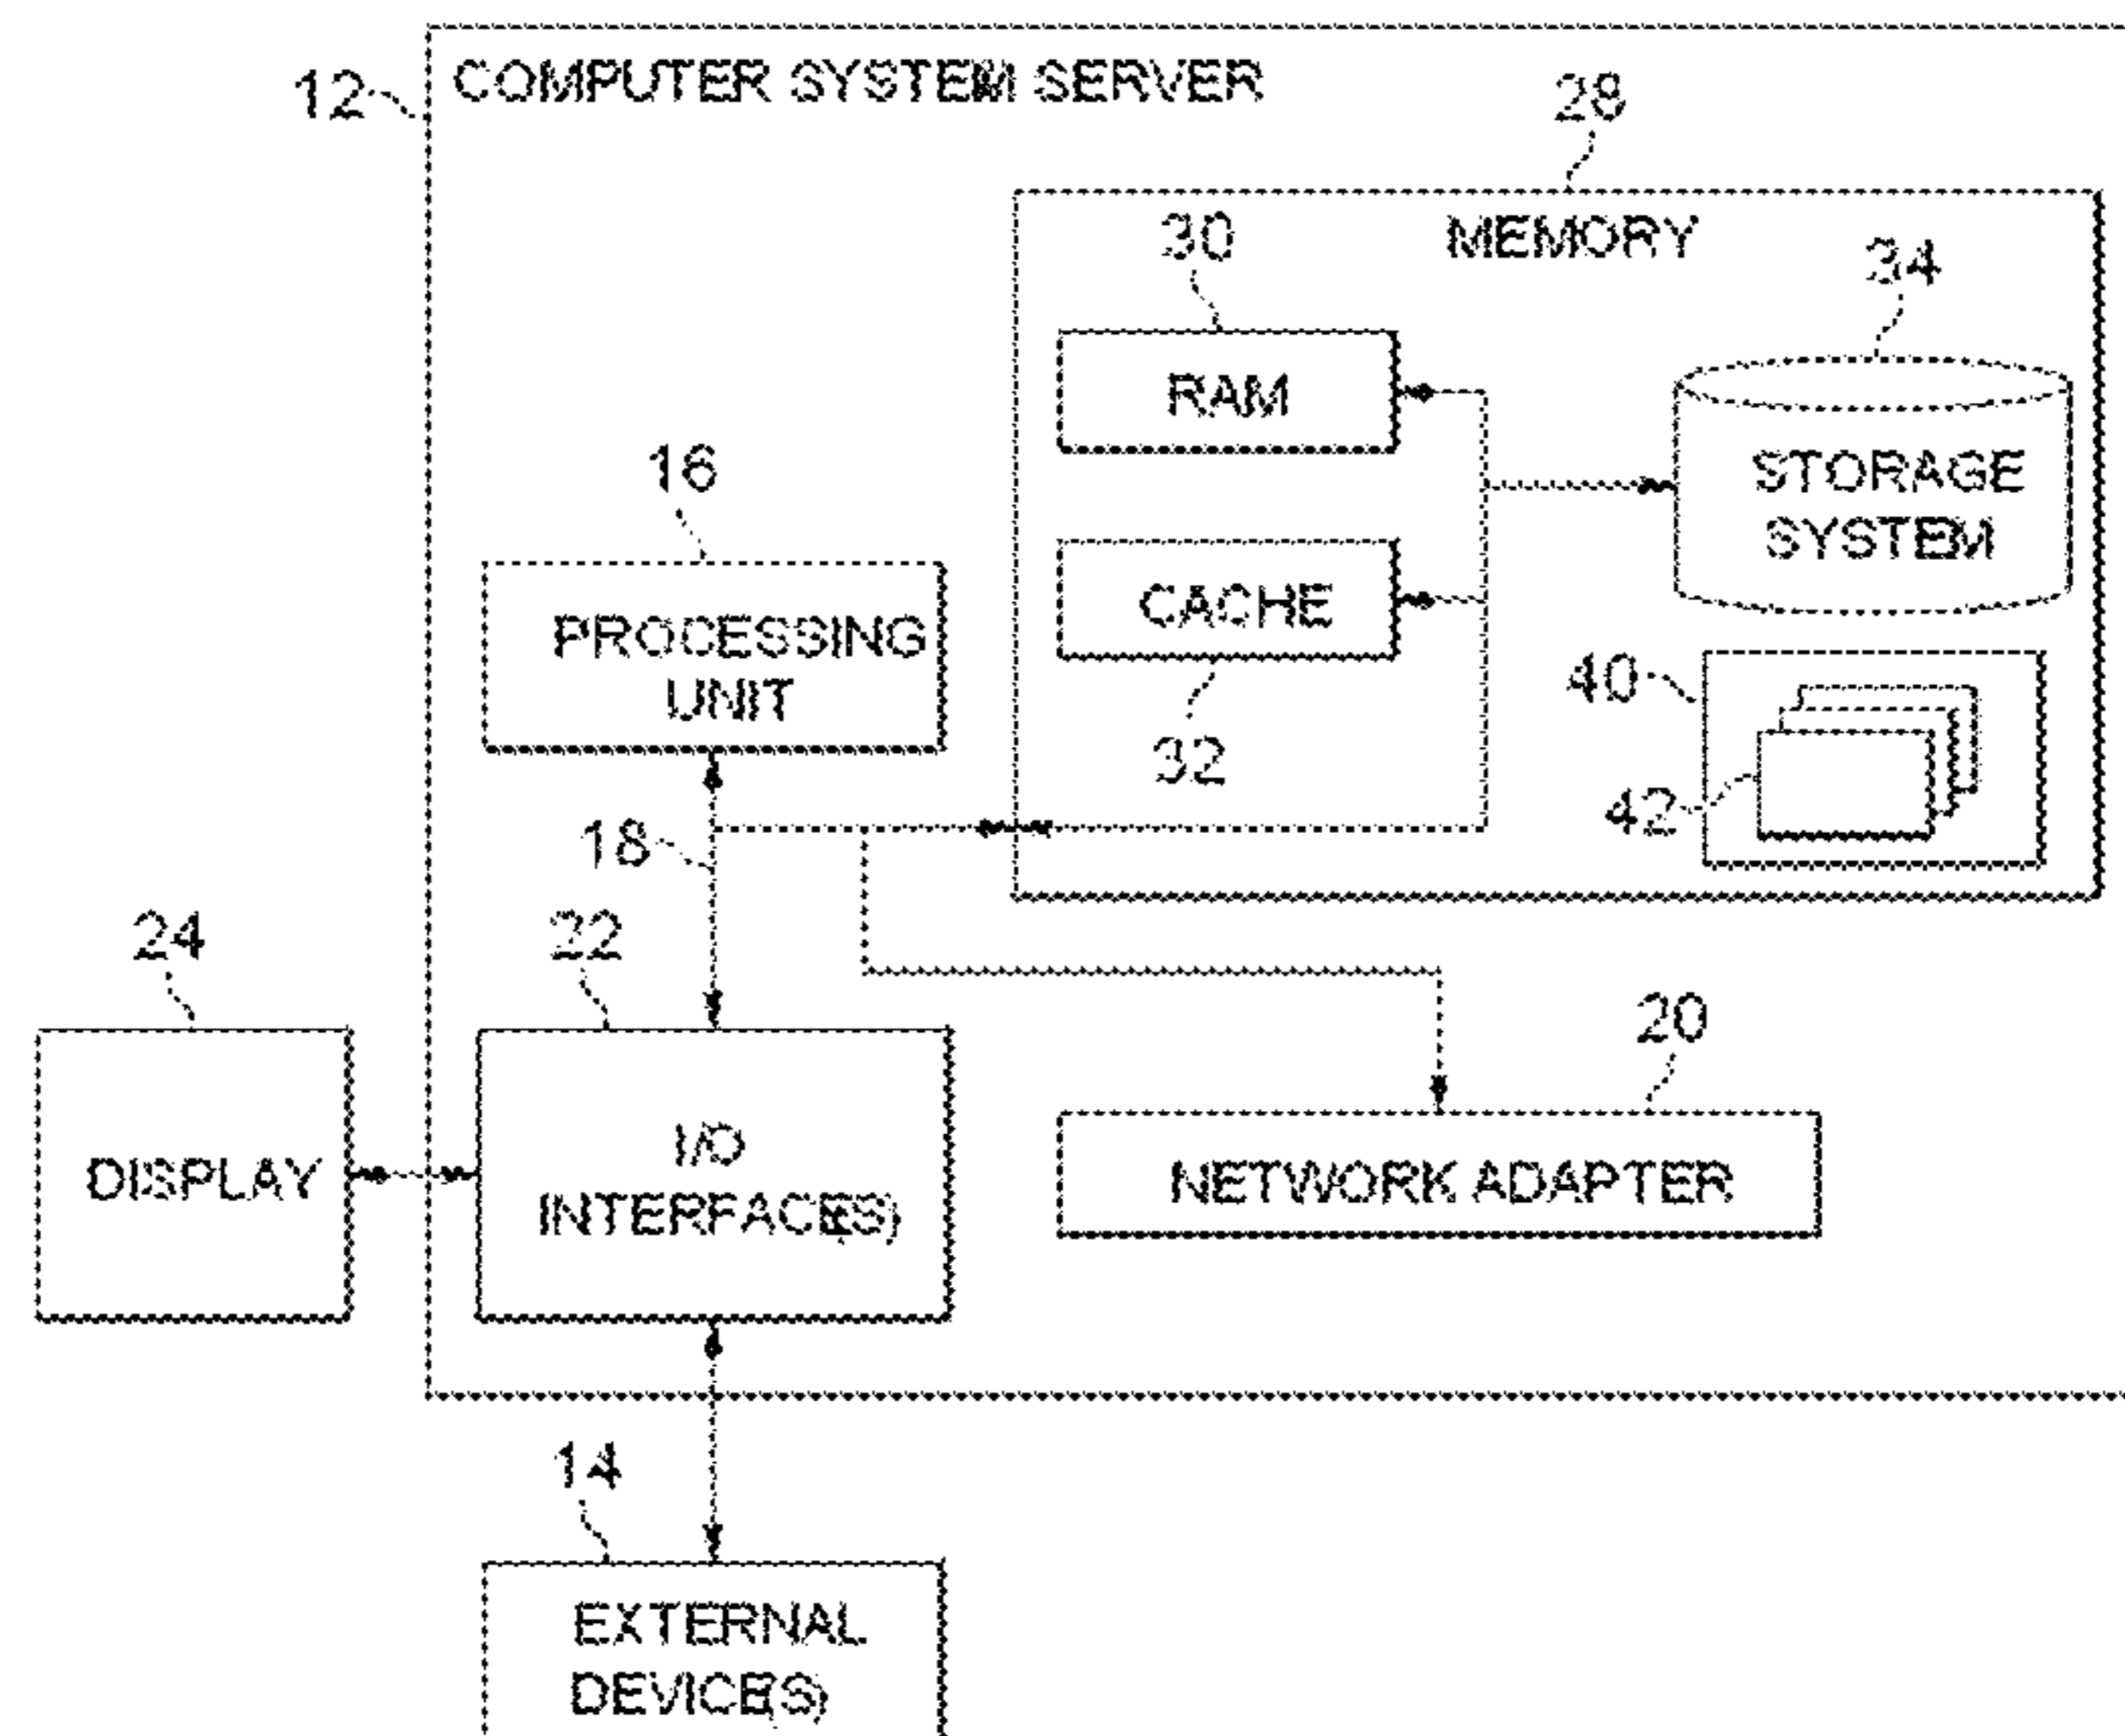 12
COMPUTER SYSTEM SERVER
28
MEMORY
30
34
RAM
STORAGE
SYSTEM
16
CACHE
PROCESSING
UNIT
40
32
42
18
24
22
20
DISPLAY
I/O
INTERFACE(S)
NETWORK ADAPTER
14
EXTERNAL
DEVICE(S)